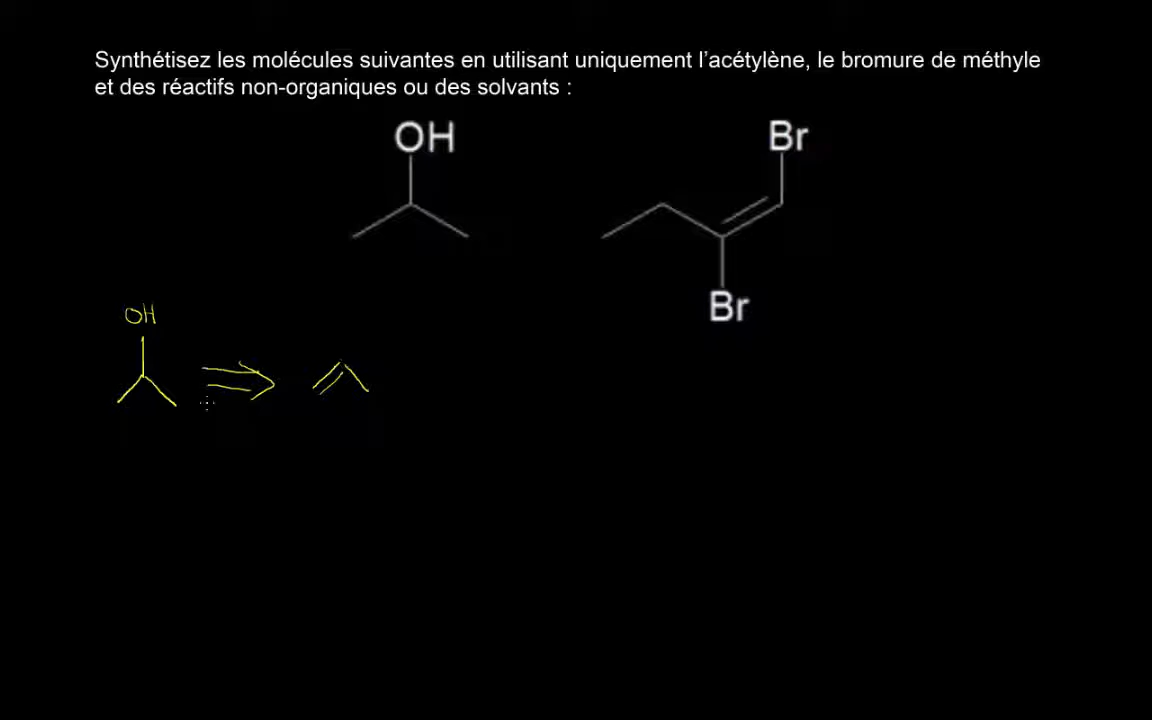 Synthétisez les molécules suivantes en utilisant uniquement l’acétylène, le bromure de méthyle
et des réactifs non-organiques ou des solvants :
OH
Br
Br
OH